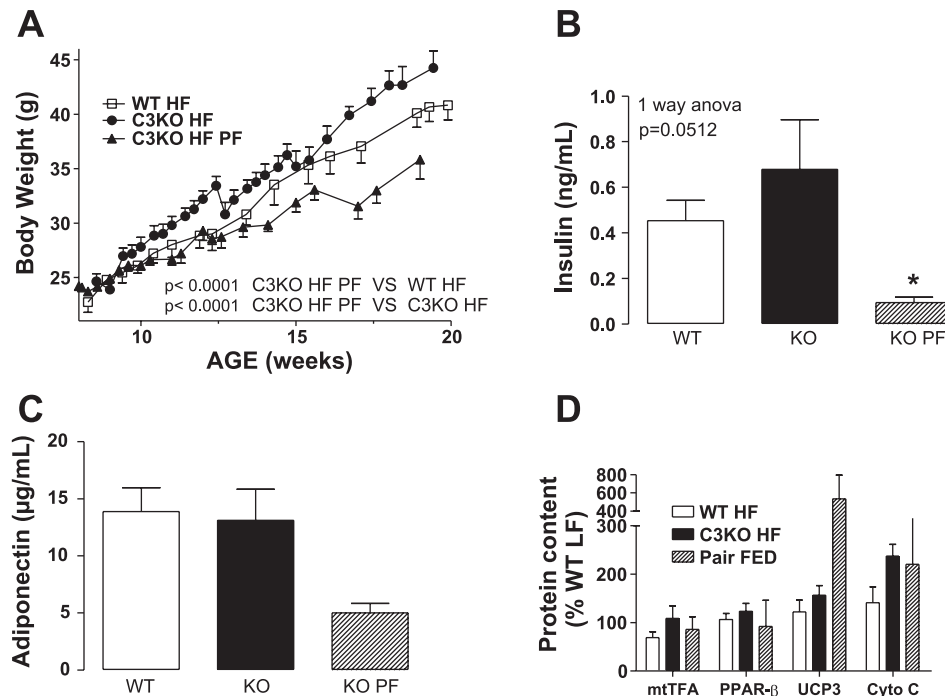 A
Body Weight (g)
45
40
35
30
25
WT HF
C3KO HF
C3KO HF PF
p< 0.0001 C3KO HF PF VS WT HF
p< 0.0001 C3KO HF PF VS C3KO HF
10 15 20
AGE (weeks)
B
Insulin (ng/mL)
1.0
0.8
0.6
0.4
0.2
0.0
1 way anova
p=0.0512
*
WT KO KO PF
C
Adiponectin (µg/mL)
20
15
10
5
0
WT KO KO PF
D
Protein content
(% WT LF)
800
600
400
200
100
0
WT HF
C3KO HF
Pair FED
mtTFA PPAR-β UCP3 Cyto C